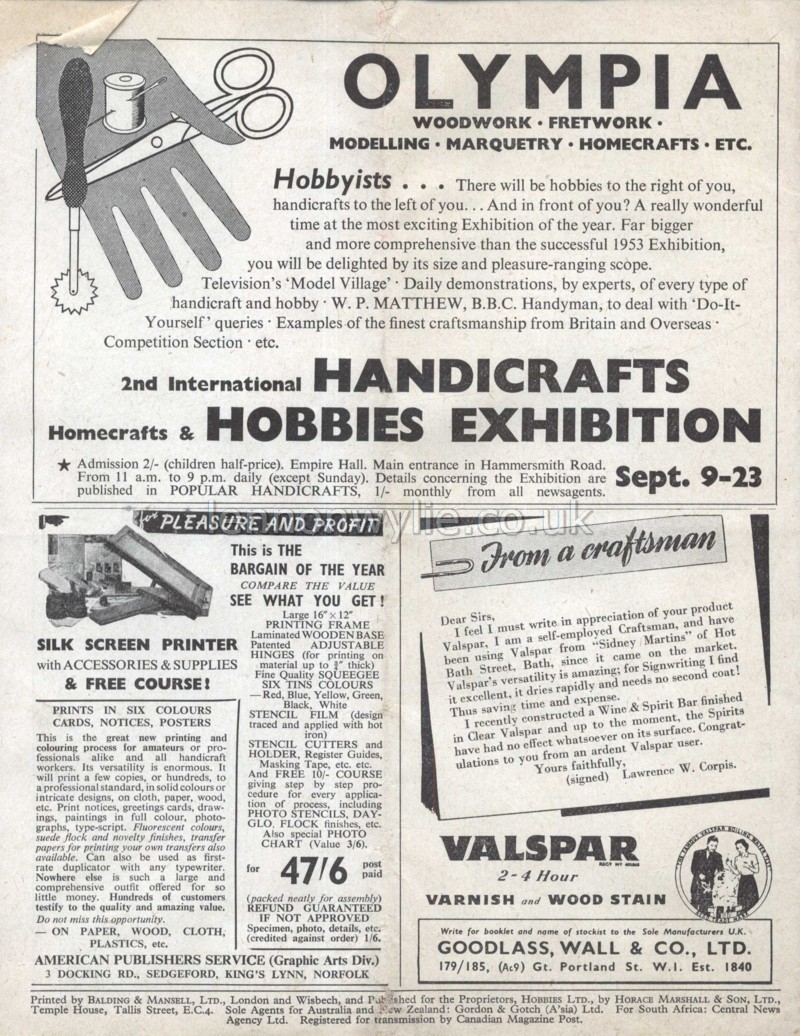 OLYMPIA
WOODWORK · FRETWORK ·
MODELLING · MARQUETRY · HOMECRAFTS · ETC.
Hobbyists . . . There will be hobbies to the right of you,
handicrafts to the left of you... And in front of you? A really wonderful
time at the most exciting Exhibition of the year. Far bigger
and more comprehensive than the successful 1953 Exhibition,
you will be delighted by its size and pleasure-ranging scope.
Television's 'Model Village' · Daily demonstrations, by experts, of every type of
handicraft and hobby · W. P. MATTHEW, B.B.C. Handyman, to deal with 'Do-It-
Yourself' queries · Examples of the finest craftsmanship from Britain and Overseas ·
Competition Section · etc.
2nd International HANDICRAFTS
Homecrafts & HOBBIES EXHIBITION
★ Admission 2/- (children half-price). Empire Hall. Main entrance in Hammersmith Road.
From 11 a.m. to 9 p.m. daily (except Sunday). Details concerning the Exhibition are
published in POPULAR HANDICRAFTS, 1/- monthly from all newsagents.
Sept. 9-23
lennonwylie.co.uk
for PLEASURE AND PROFIT
This is THE
BARGAIN OF THE YEAR
COMPARE THE VALUE
SEE WHAT YOU GET!
SILK SCREEN PRINTER
with ACCESSORIES & SUPPLIES
& FREE COURSE!
PRINTS IN SIX COLOURS
CARDS, NOTICES, POSTERS
This is the great new printing and
colouring process for amateurs or pro-
fessionals alike and all handicraft
workers. Its versatility is enormous. It
will print a few copies, or hundreds, to
a professional standard, in solid colours or
intricate designs, on cloth, paper, wood,
etc. Print notices, greetings cards, draw-
ings, paintings in full colour, photo-
graphs, type-script. Fluorescent colours,
suede flock and novelty finishes, transfer
papers for printing your own transfers also
available. Can also be used as first-
rate duplicator with any typewriter.
Nowhere else is such a large and
comprehensive outfit offered for so
little money. Hundreds of customers
testify to the quality and amazing value.
Do not miss this opportunity.
— ON PAPER, WOOD, CLOTH,
PLASTICS, etc.
Large 16" × 12"
PRINTING FRAME
Laminated WOODEN BASE
Patented ADJUSTABLE
HINGES (for printing on
material up to ¾" thick)
Fine Quality SQUEEGEE
SIX TINS COLOURS
—Red, Blue, Yellow, Green,
Black, White
STENCIL FILM (design
traced and applied with hot
iron)
STENCIL CUTTERS and
HOLDER, Register Guides,
Masking Tape, etc. etc.
And FREE 10/- COURSE
giving step by step pro-
cedure for every applica-
tion of process, including
PHOTO STENCILS, DAY-
GLO, FLOCK finishes, etc.
Also special PHOTO
CHART (Value 3/6).
for 47/6 post paid
(packed neatly for assembly)
REFUND GUARANTEED
IF NOT APPROVED
Specimen, photo, details, etc.
(credited against order) 1/6.
AMERICAN PUBLISHERS SERVICE (Graphic Arts Div.)
3 DOCKING RD., SEDGEFORD, KING'S LYNN, NORFOLK
From a craftsman
Dear Sirs,
I feel I must write in appreciation of your product
Valspar, I am a self-employed Craftsman, and have
been using Valspar from "Sidney Martins" of Hot
Bath Street, Bath, since it came on the market.
Valspar's versatility is amazing; for Signwriting I find
it excellent, it dries rapidly and needs no second coat!
Thus saving time and expense.
I recently constructed a Wine & Spirit Bar finished
in Clear Valspar and up to the moment, the Spirits
have had no effect whatsoever on its surface. Congrat-
ulations to you from an ardent Valspar user.
Yours faithfully,
(signed) Lawrence W. Corpis.
VALSPAR
2-4 Hour
VARNISH and WOOD STAIN
THE FAMOUS VALSPAR BOILING WATER TEST
Write for booklet and name of stockist to the Sole Manufacturers U.K.
GOODLASS, WALL & CO., LTD.
179/185, (Ac9) Gt. Portland St. W.1. Est. 1840
Printed by BALDING & MANSELL, LTD., London and Wisbech, and Published for the Proprietors, HOBBIES LTD., by HORACE MARSHALL & SON, LTD.,
Temple House, Tallis Street, E.C.4. Sole Agents for Australia and New Zealand: Gordon & Gotch (A'sia) Ltd. For South Africa: Central News
Agency Ltd. Registered for transmission by Canadian Magazine Post.